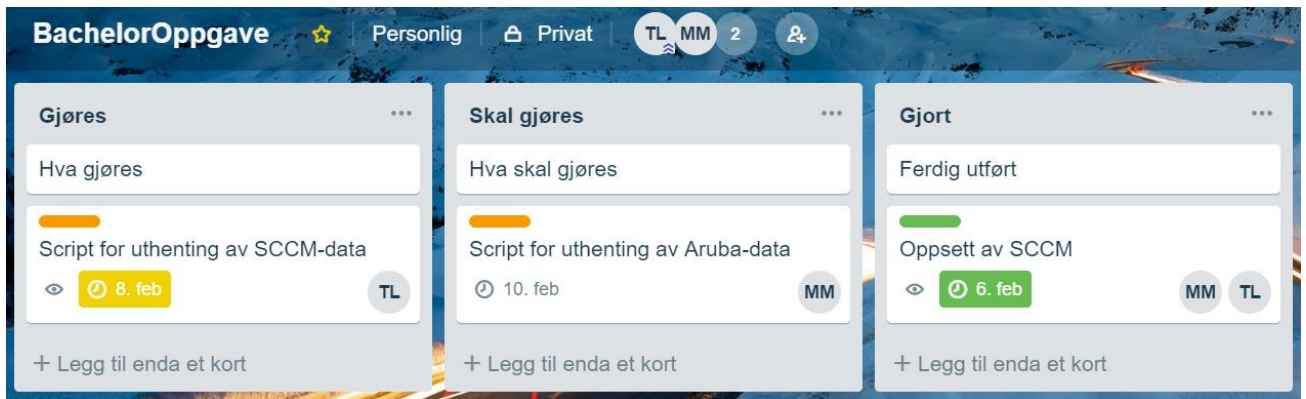 BachelorOppgave Personlig Privat TL MM 2
Gjøres
Hva gjøres
Script for uthenting av SCCM-data
8. feb TL
+ Legg til enda et kort
Skal gjøres
Hva skal gjøres
Script for uthenting av Aruba-data
10. feb MM
+ Legg til enda et kort
Gjort
Ferdig utført
Oppsett av SCCM
6. feb MM TL
+ Legg til enda et kort